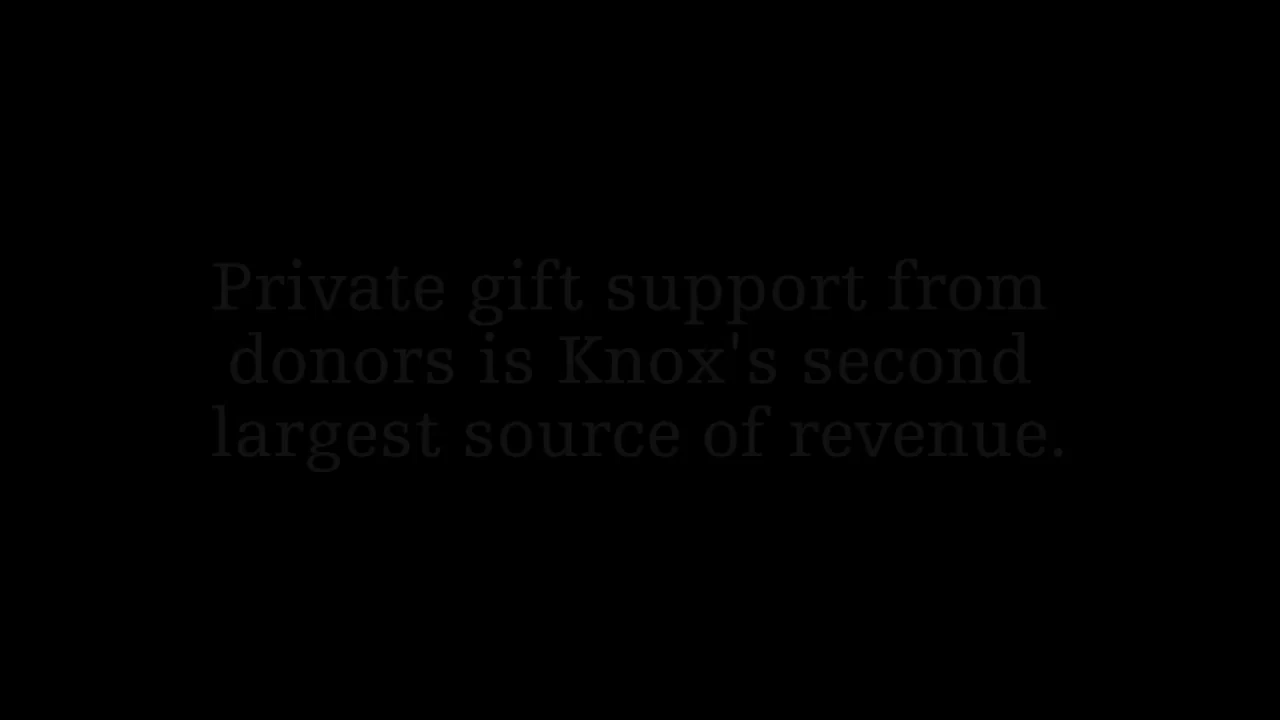 Private gift support from
donors is Knox's second
largest source of revenue.